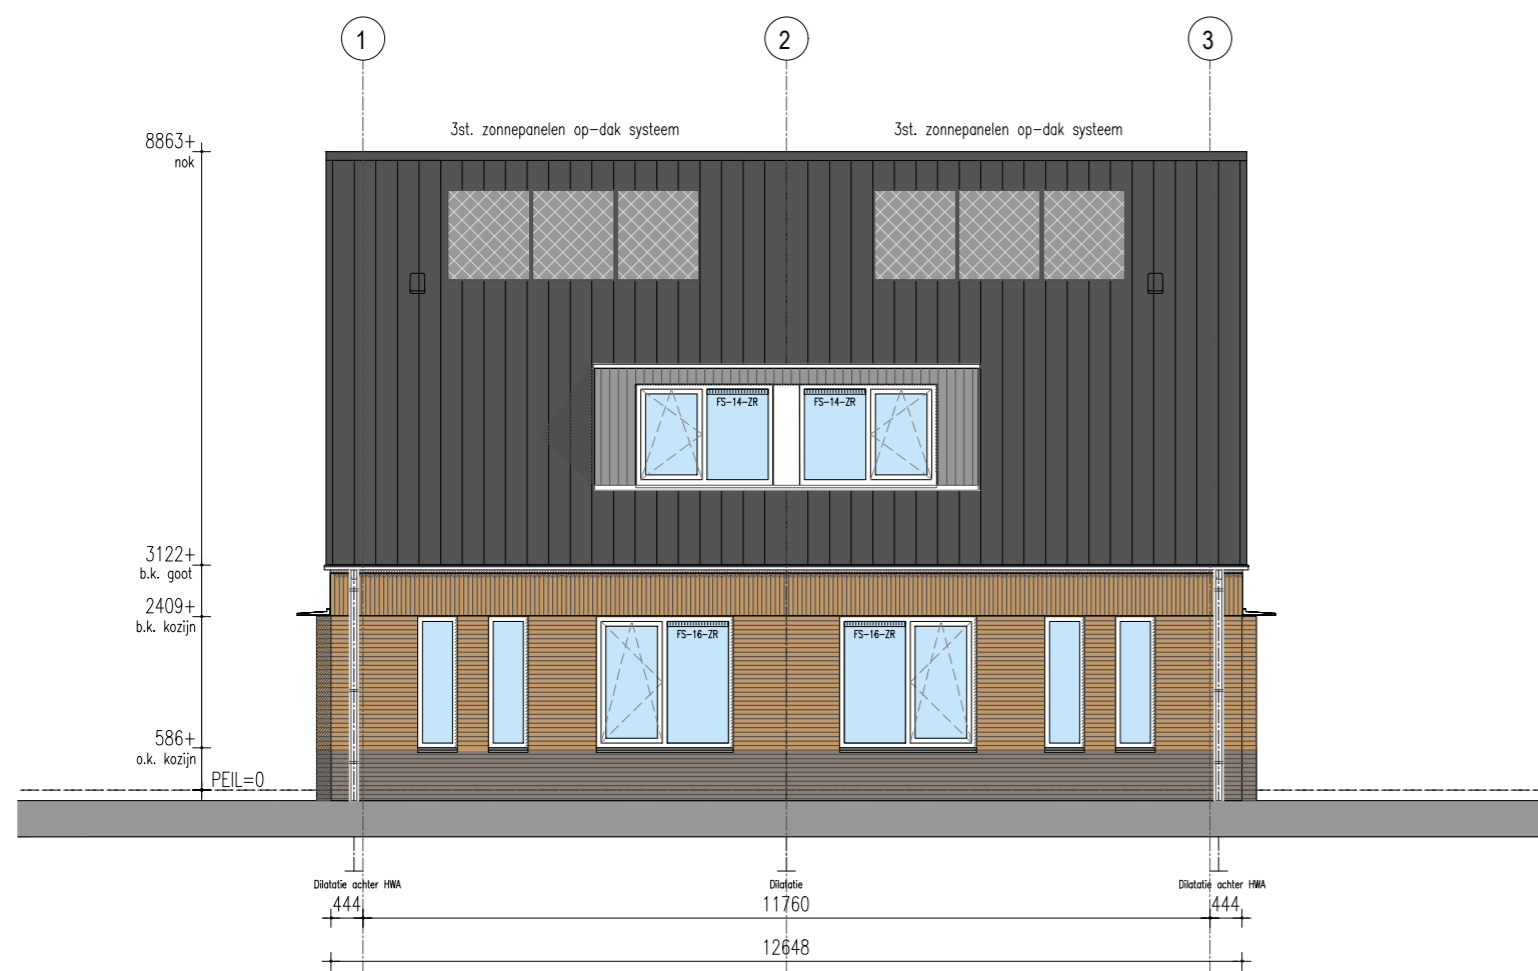 1
2
3
3st. zonnepanelen op-dak systeem
3st. zonnepanelen op-dak systeem
8863+
nok
FS-14-ZR
FS-14-ZR
3122+
b.k. goot
2409+
b.k. kozijn
FS-16-ZR
FS-16-ZR
586+
o.k. kozijn
PEIL=0
Dilatatie achter HWA
Dilatatie
Dilatatie achter HWA
444
11760
444
12648